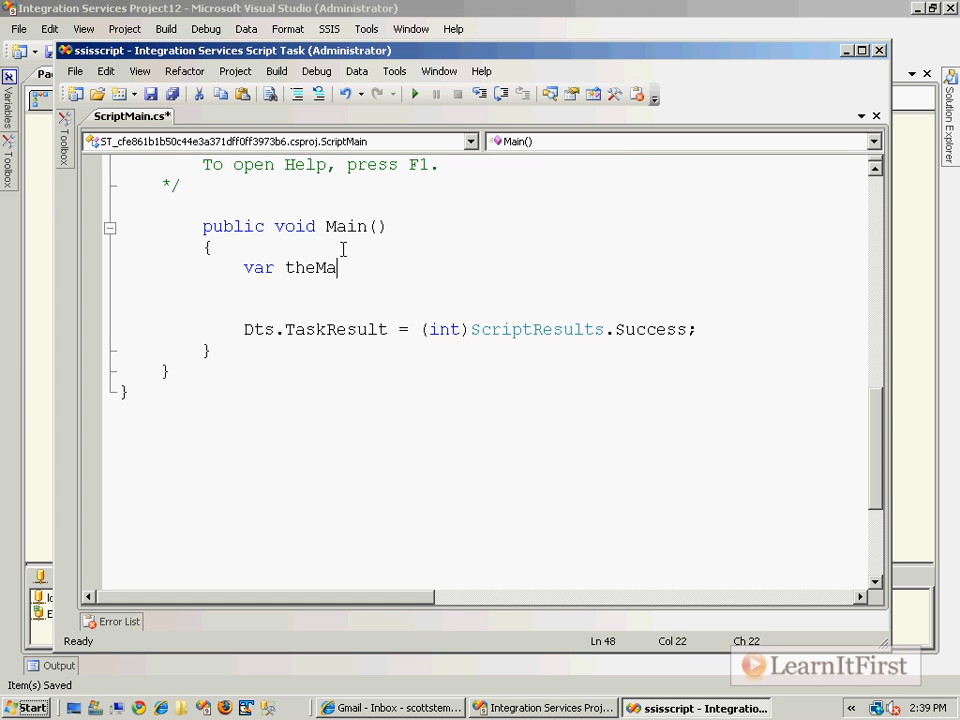 Integration Services Project12 - Microsoft Visual Studio (Administrator)
File Edit View Project Build Debug Data Format SSIS Tools Window Help
ssisscript - Integration Services Script Task (Administrator)
File Edit View Refactor Project Build Debug Data Tools Window Help
ScriptMain.cs*
ST_cfe861b1b50c44e3a371dff0ff3973b6.csproj.ScriptMain
Main()
Variables
Toolbox
Toolbox
Solution Explorer
To open Help, press F1.
*/
public void Main()
{
var theMa
Dts.TaskResult = (int)ScriptResults.Success;
}
}
}
Error List
Ready Ln 48 Col 22 Ch 22
Output
LearnItFirst
Item(s) Saved
Start
Gmail - Inbox - scottstem...
Integration Services Proj...
ssisscript - Integratio...
2:39 PM